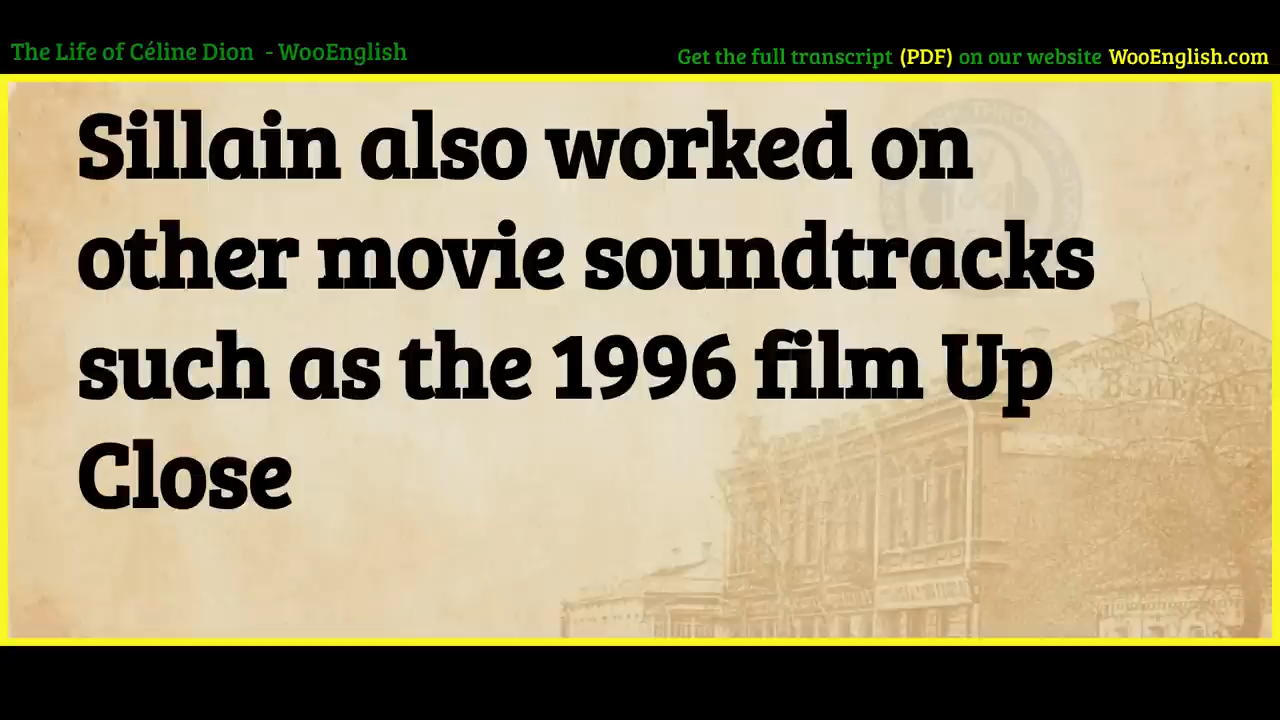 The Life of Céline Dion - WooEnglish
Get the full transcript (PDF) on our website WooEnglish.com
Sillain also worked on
other movie soundtracks
such as the 1996 film Up
Close